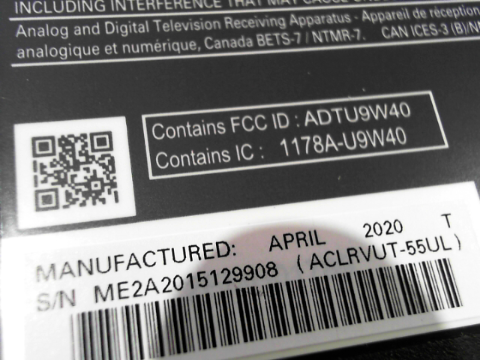 INCLUDING INTERFERENCE THAT MAY CAUSE
Analog and Digital Television Receiving Apparatus - Appareil de réception
analogique et numérique, Canada BETS-7 / NTMR-7. CAN ICES-3 (B)/
Contains FCC ID : ADTU9W40
Contains IC : 1178A-U9W40
MANUFACTURED: APRIL 2020 T
S/N ME2A2015129908 (ACLRVUT-55UL)